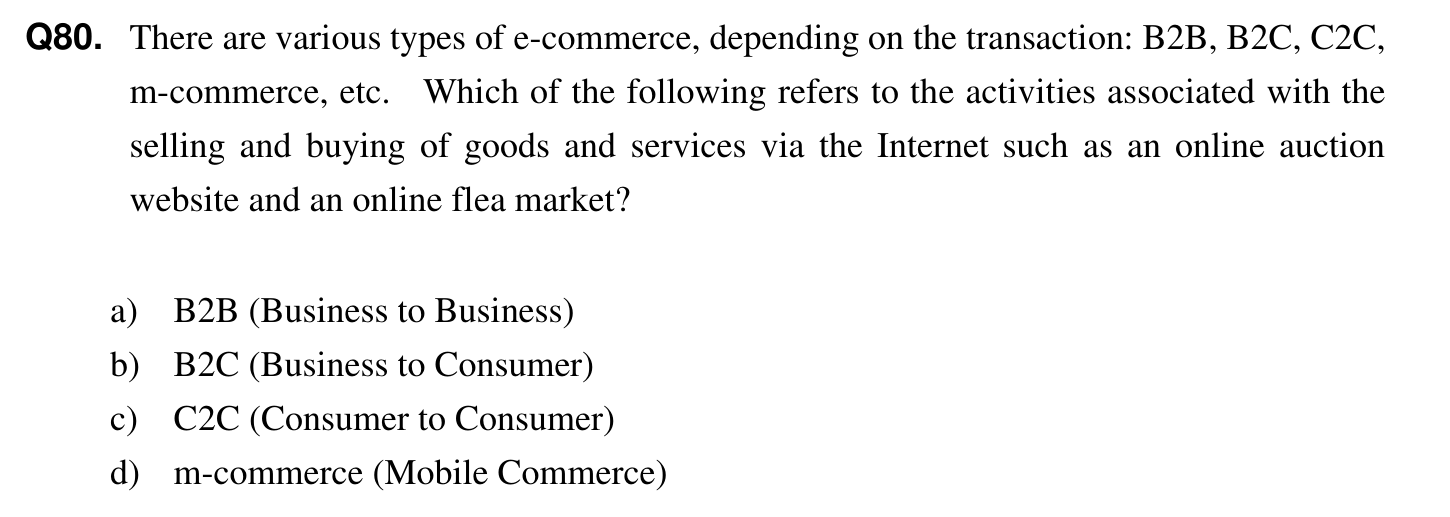 Q80. There are various types of e-commerce, depending on the transaction: B2B, B2C, C2C,
m-commerce, etc. Which of the following refers to the activities associated with the
selling and buying of goods and services via the Internet such as an online auction
website and an online flea market?
a) B2B (Business to Business)
b) B2C (Business to Consumer)
c) C2C (Consumer to Consumer)
d) m-commerce (Mobile Commerce)